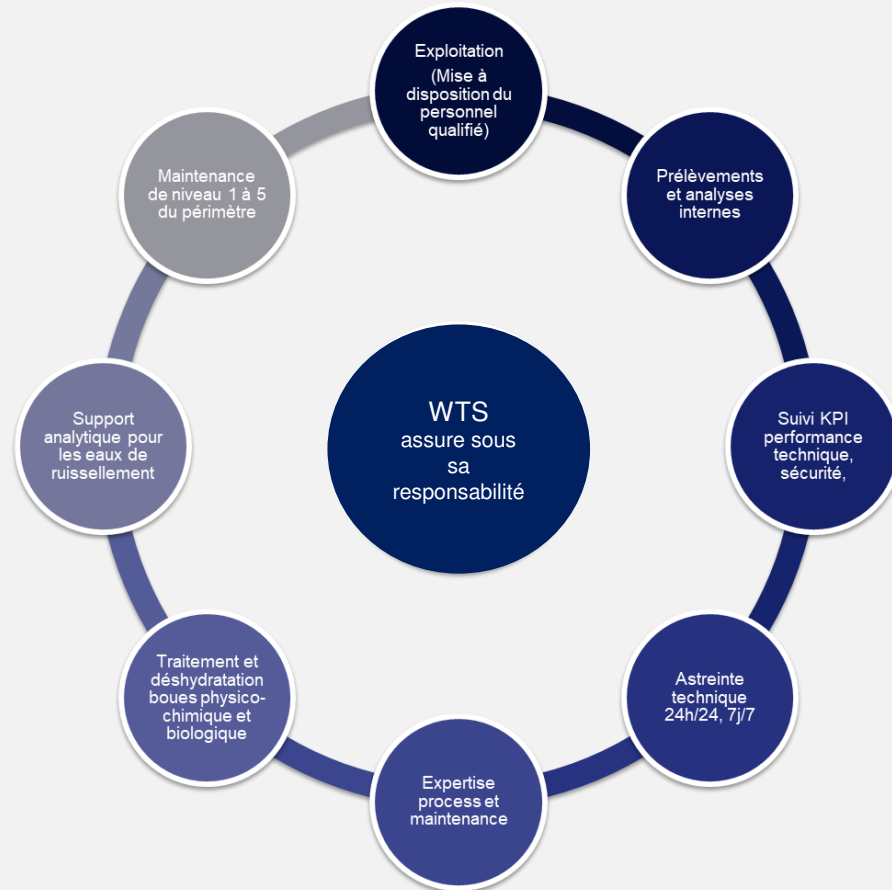 Exploitation
(Mise à
disposition du
personnel
qualifié)
Prélèvements
et analyses
internes
Suivi KPI
performance
technique,
sécurité,
Astreinte
technique
24h/24, 7j/7
Expertise
process et
maintenance
Traitement et
déshydratation
boues physico-
chimique et
biologique
Support
analytique pour
les eaux de
ruissellement
Maintenance
de niveau 1 à 5
du périmètre
WTS
assure sous
sa
responsabilité